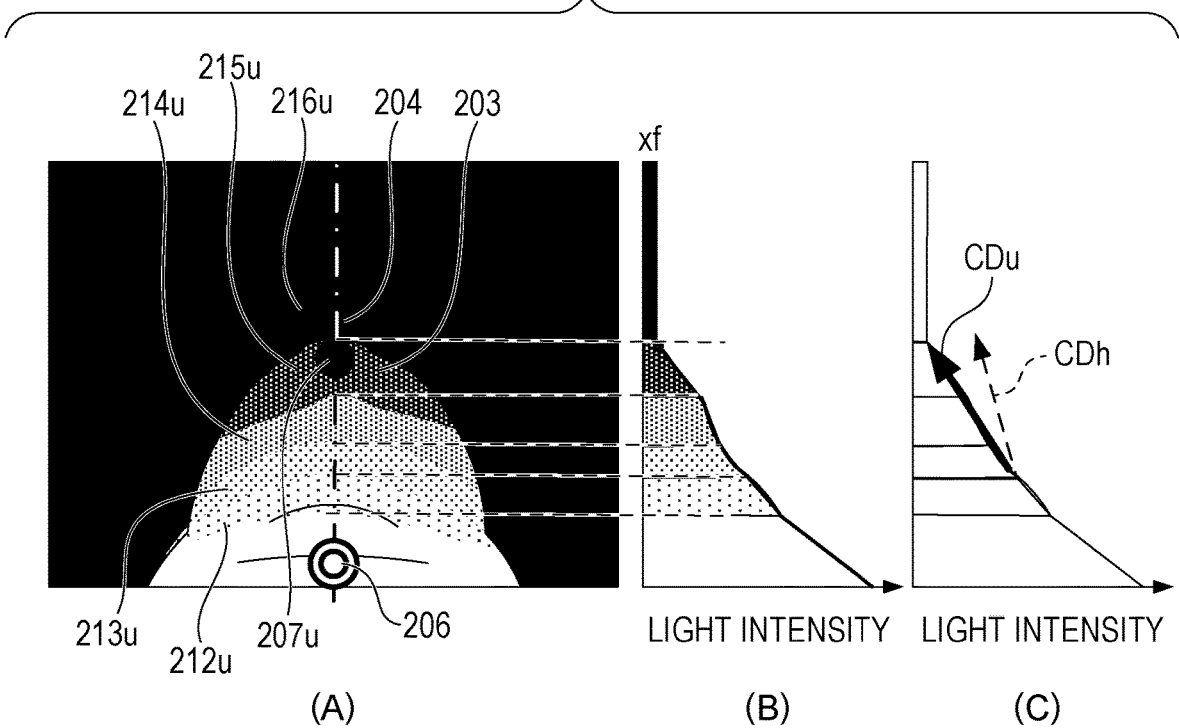 215u
214u
216u
204
203
xf
CDu
CDh
213u
212u
207u
206
LIGHT INTENSITY
LIGHT INTENSITY
(A)
(B)
(C)